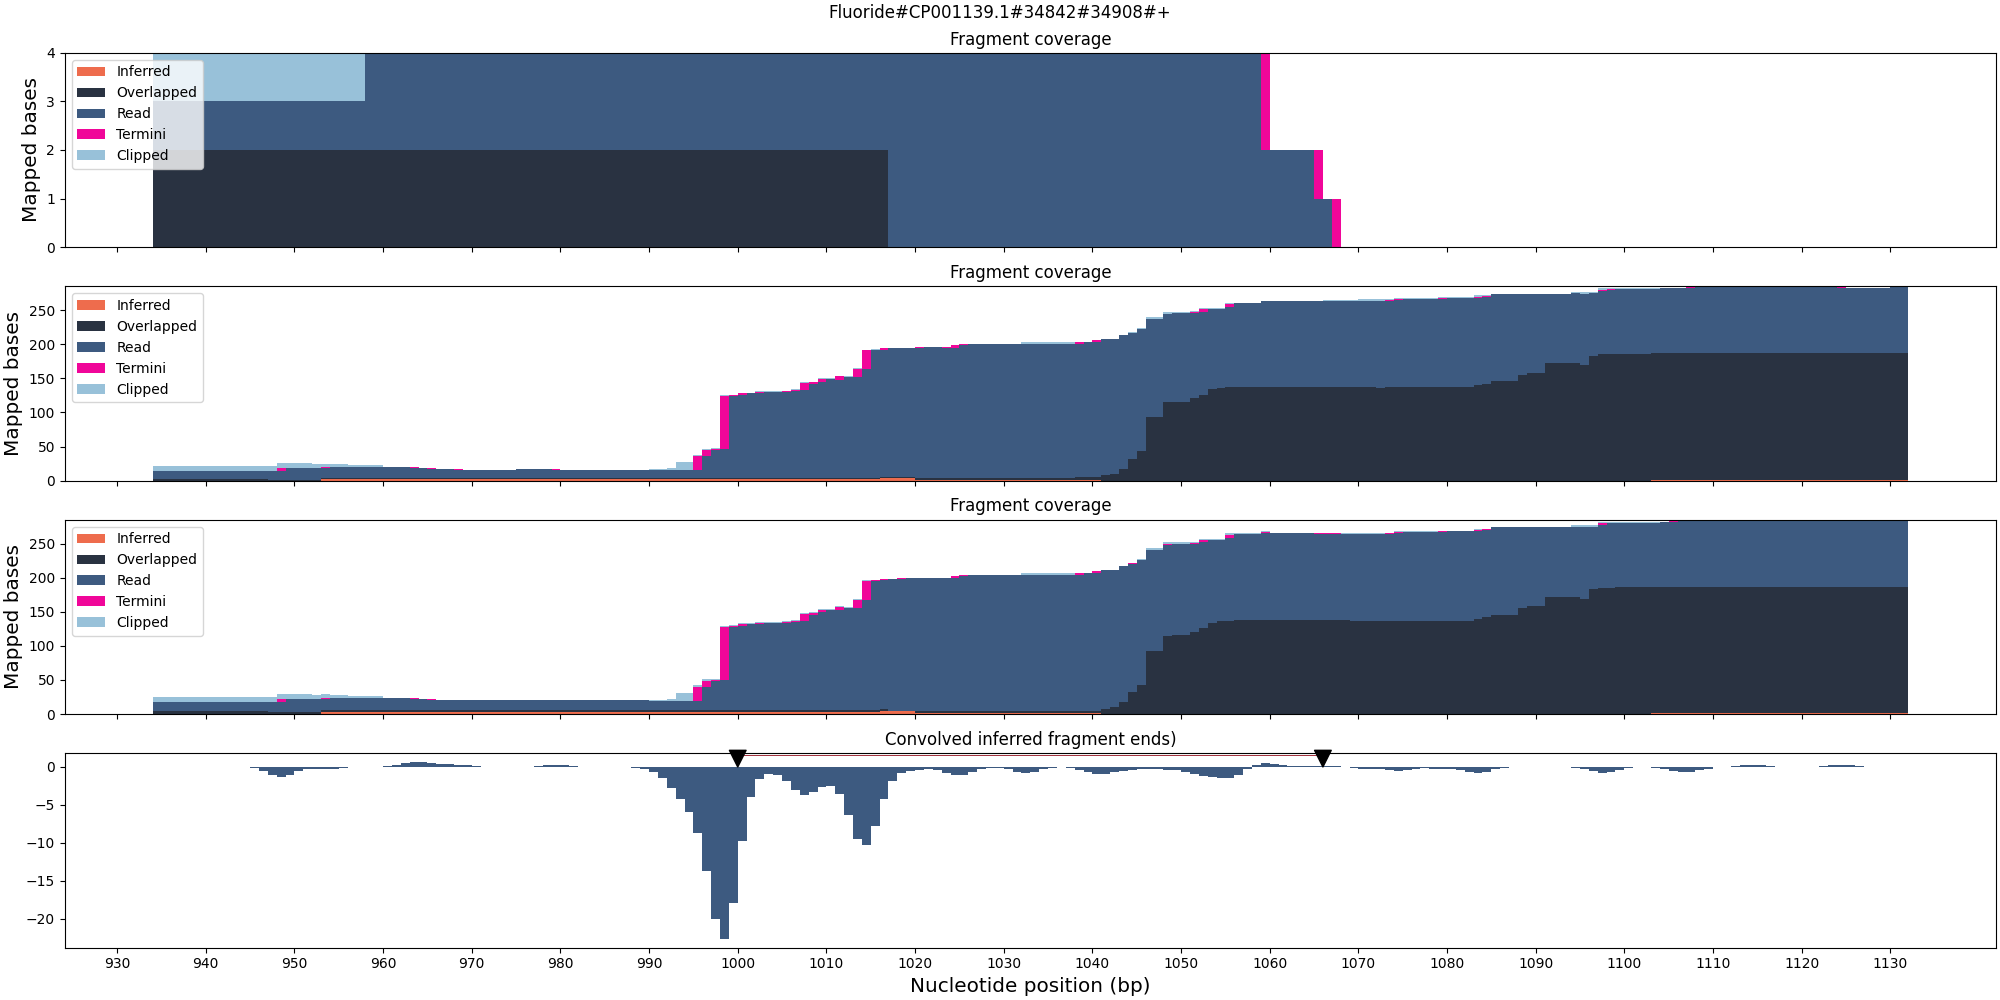 Fluoride#CP001139.1#34842#34908#+
Fragment coverage
Mapped bases
4
3
2
1
0
Inferred
Overlapped
Read
Termini
Clipped
Fragment coverage
Mapped bases
250
200
150
100
50
0
Inferred
Overlapped
Read
Termini
Clipped
Fragment coverage
Mapped bases
250
200
150
100
50
0
Inferred
Overlapped
Read
Termini
Clipped
Convolved inferred fragment ends)
0
−5
−10
−15
−20
930 940 950 960 970 980 990 1000 1010 1020 1030 1040 1050 1060 1070 1080 1090 1100 1110 1120 1130
Nucleotide position (bp)